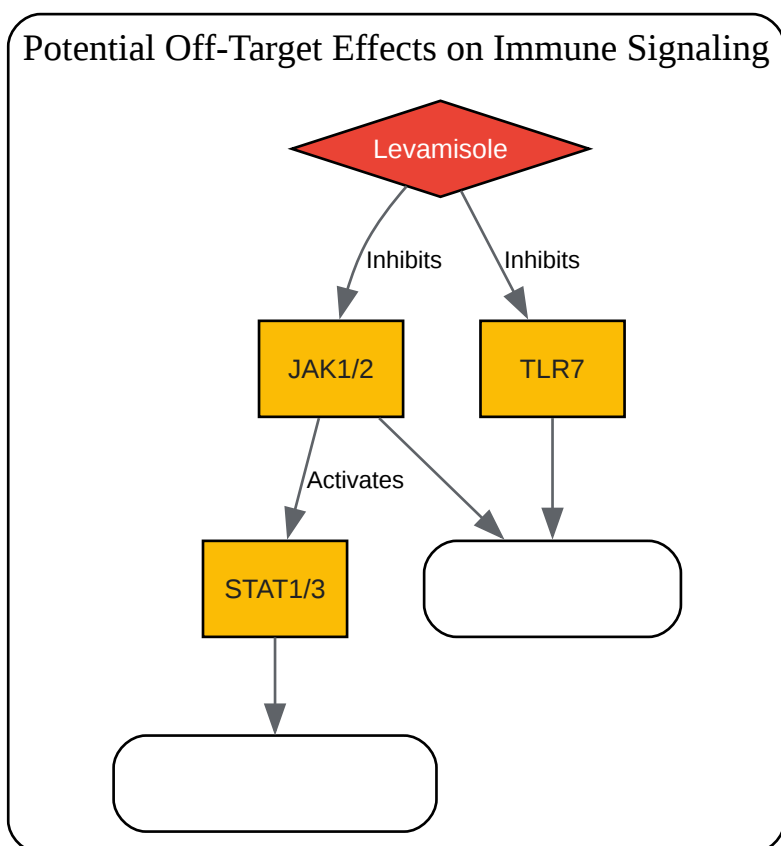 Potential Off-Target Effects on Immune Signaling
Levamisole
Inhibits
Inhibits
JAK1/2
TLR7
Activates
STAT1/3